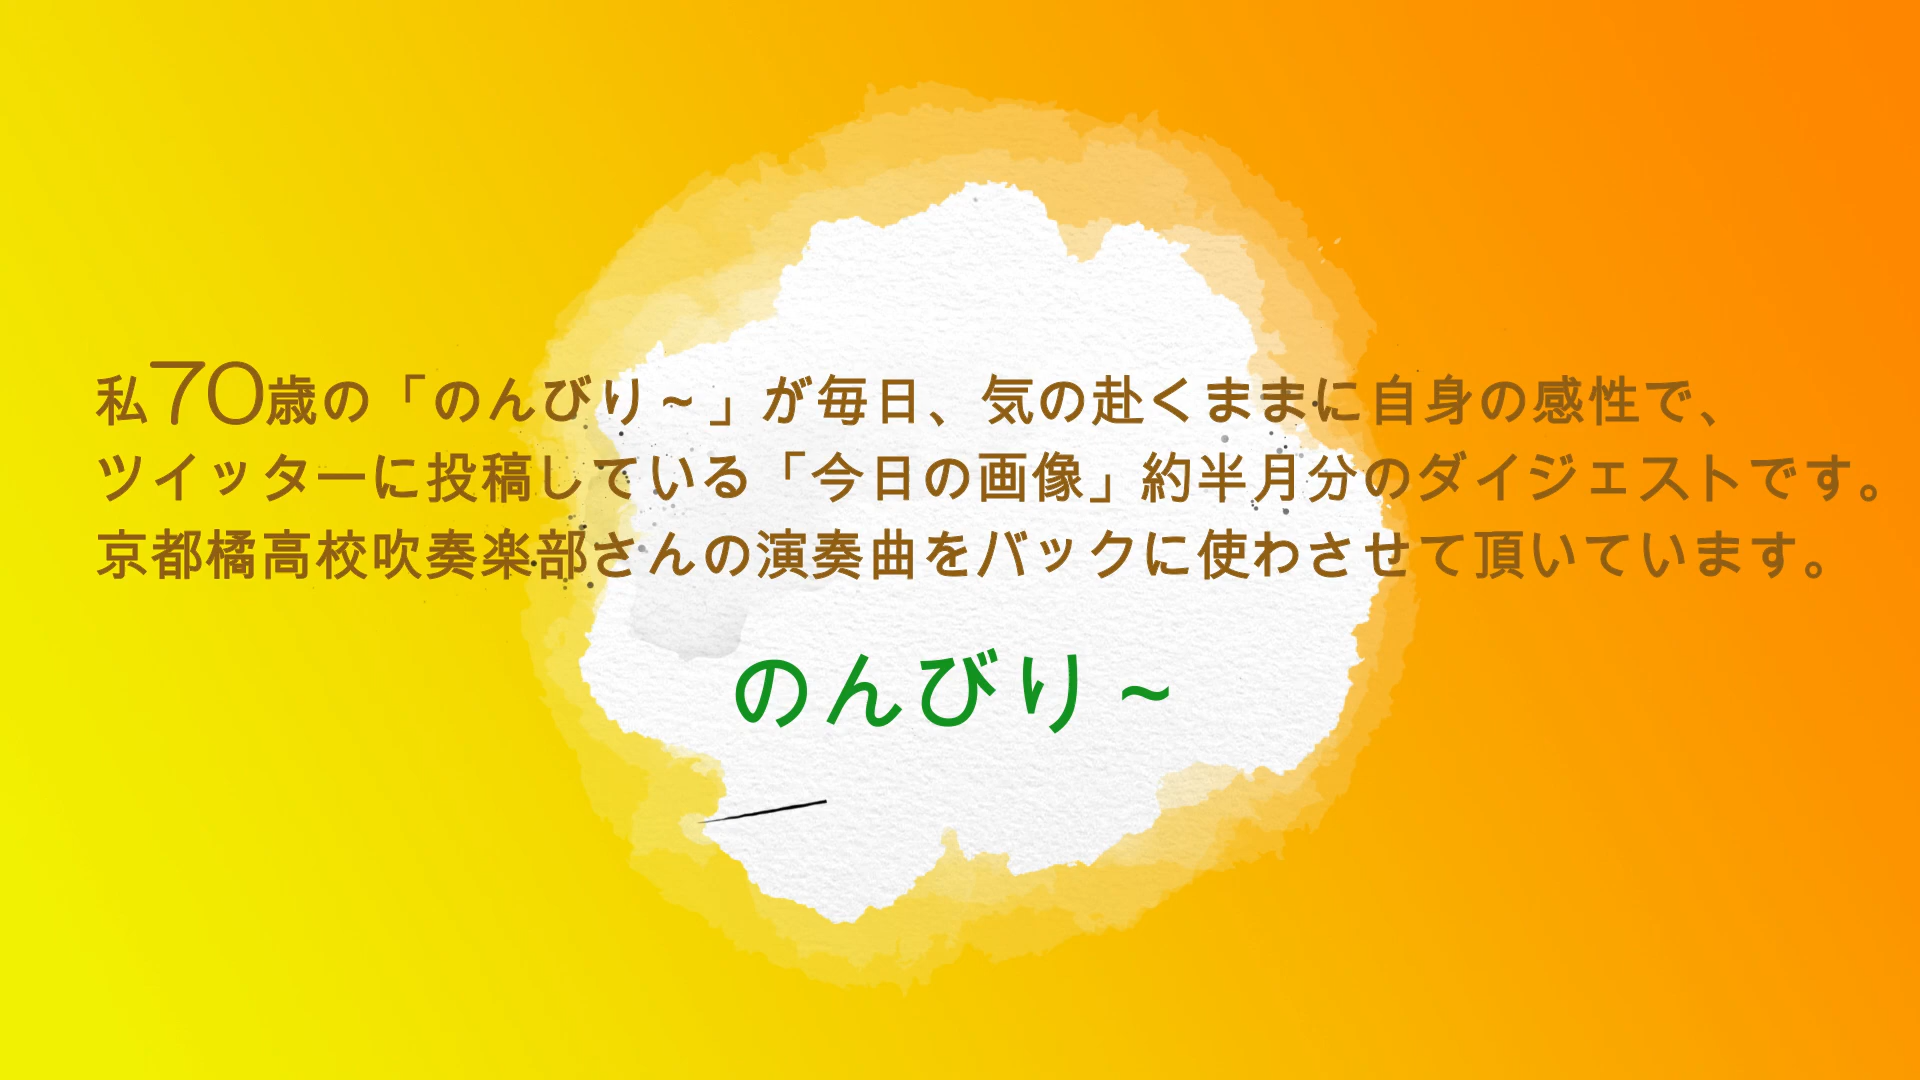 私70歳の「のんびり~」が毎日、気の赴くままに自身の感性で、
ツイッターに投稿している「今日の画像」約半月分のダイジェストです。
京都橘高校吹奏楽部さんの演奏曲をバックに使わさせて頂いています。
のんびり~